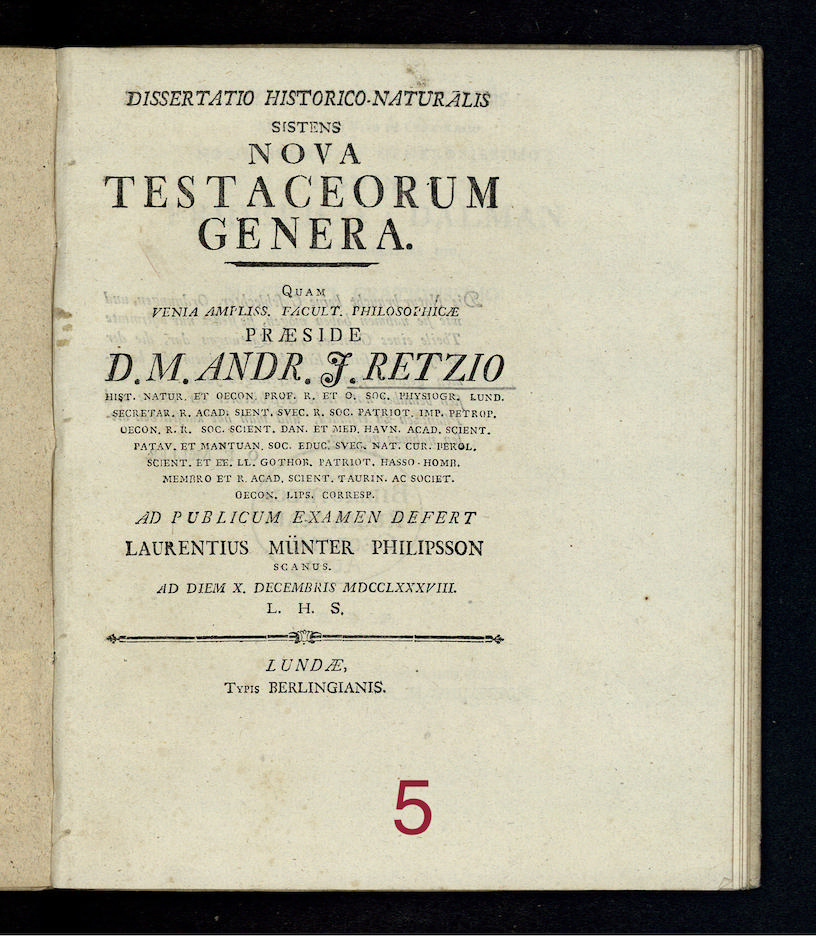 DISSERTATIO HISTORICO-NATURALIS
SISTENS
NOVA
TESTACEORUM
GENERA.
QUAM
VENIA AMPLISS. FACULT. PHILOSOPHICÆ
PRÆSIDE
D. M. ANDR. J. RETZIO
HIST. NATUR. ET OECON. PROF. R. ET O. SOC. PHYSIOGR. LUND.
SECRETAR. R. ACAD. SIENT. SVEC. R. SOC. PATRIOT. IMP. PETROP.
OECON. R. R. SOC. SCIENT. DAN. ET MED. HAVN. ACAD. SCIENT.
PATAV. ET MANTUAN. SOC. EDUC. SVEC. NAT. CUR. BEROL.
SCIENT. ET EE. LL. GOTHOB. PATRIOT. HASSO-HOMB.
MEMBRO ET R. ACAD. SCIENT. TAURIN. AC SOCIET.
OECON. LIPS. CORRESP.
AD PUBLICUM EXAMEN DEFERT
LAURENTIUS MÜNTER PHILIPSSON
SCANUS.
AD DIEM X. DECEMBRIS MDCCLXXXVIII.
L. H. S.
LUNDÆ,
TYPIS BERLINGIANIS.
5